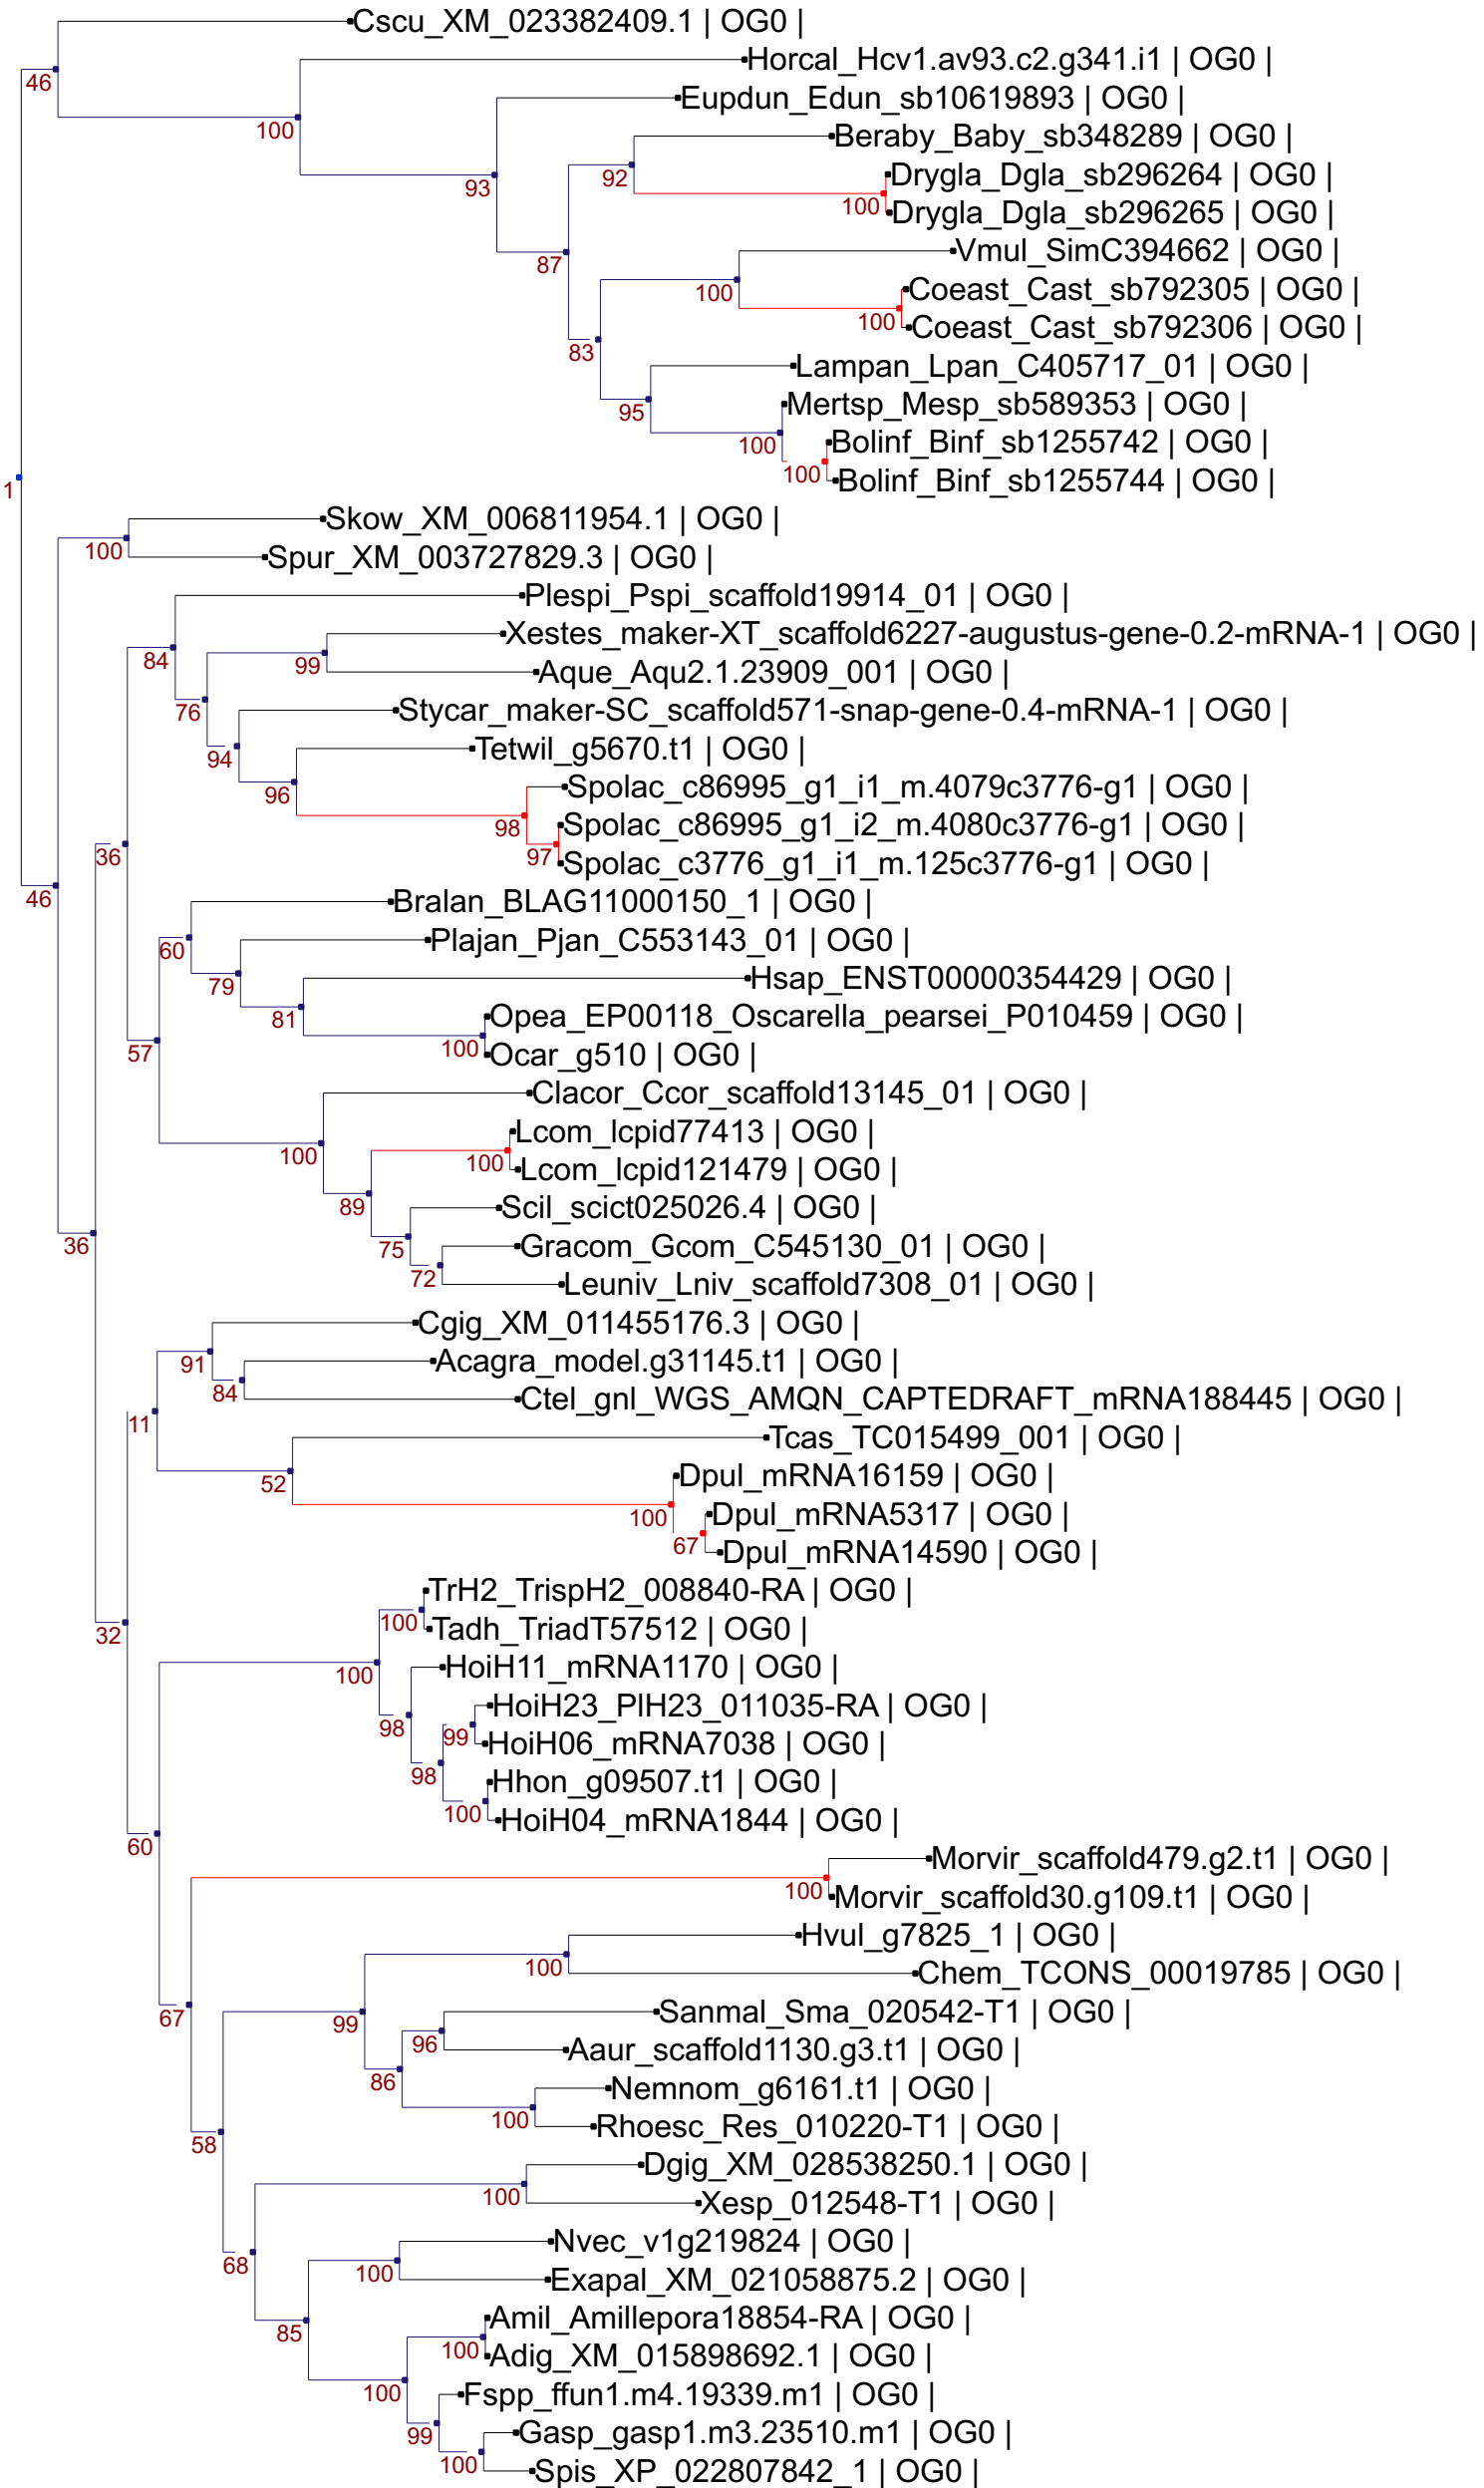 Cscu_XM_023382409.1 | OG0 |
Horcal_Hcv1.av93.c2.g341.i1 | OG0 |
46
Eupdun_Edun_sb10619893 | OG0 |
100
Beraby_Baby_sb348289 | OG0 |
Drygla_Dgla_sb296264 | OG0 |
92
93
100
Drygla_Dgla_sb296265 | OG0 |
Vmul_SimC394662 | OG0 |
87
Coeast_Cast_sb792305 | OG0 |
100
100
Coeast_Cast_sb792306 | OG0 |
83
Lampan_Lpan_C405717_01 | OG0 |
Mertsp_Mesp_sb589353 | OG0 |
95
Bolinf_Binf_sb1255742 | OG0 |
100
100
Bolinf_Binf_sb1255744 | OG0 |
1
Skow_XM_006811954.1 | OG0 |
100
Spur_XM_003727829.3 | OG0 |
Plespi_Pspi_scaffold19914_01 | OG0 |
Xestes_maker-XT_scaffold6227-augustus-gene-0.2-mRNA-1 | OG0 |
84
99
Aque_Aqu2.1.23909_001 | OG0 |
76
Stycar_maker-SC_scaffold571-snap-gene-0.4-mRNA-1 | OG0 |
Tetwil_g5670.t1 | OG0 |
94
Spolac_c86995_g1_i1_m.4079c3776-g1 | OG0 |
96
Spolac_c86995_g1_i2_m.4080c3776-g1 | OG0 |
98
36
97
Spolac_c3776_g1_i1_m.125c3776-g1 | OG0 |
46
Bralan_BLAG11000150_1 | OG0 |
Plajan_Pjan_C553143_01 | OG0 |
60
Hsap_ENST00000354429 | OG0 |
79
Opea_EP00118_Oscarella_pearsei_P010459 | OG0 |
81
100
Ocar_g510 | OG0 |
57
Clacor_Ccor_scaffold13145_01 | OG0 |
Lcom_lcpid77413 | OG0 |
100
100
Lcom_lcpid121479 | OG0 |
89
Scil_scict025026.4 | OG0 |
Gracom_Gcom_C545130_01 | OG0 |
36
75
72
Leuniv_Lniv_scaffold7308_01 | OG0 |
Cgig_XM_011455176.3 | OG0 |
Acagra_model.g31145.t1 | OG0 |
91
84
Ctel_gnl_WGS_AMQN_CAPTEDRAFT_mRNA188445 | OG0 |
11
Tcas_TC015499_001 | OG0 |
Dpul_mRNA16159 | OG0 |
52
Dpul_mRNA5317 | OG0 |
100
67
Dpul_mRNA14590 | OG0 |
TrH2_TrispH2_008840-RA | OG0 |
100
Tadh_TriadT57512 | OG0 |
32
HoiH11_mRNA1170 | OG0 |
100
HoiH23_PlH23_011035-RA | OG0 |
98
99
HoiH06_mRNA7038 | OG0 |
98
Hhon_g09507.t1 | OG0 |
100
HoiH04_mRNA1844 | OG0 |
60
Morvir_scaffold479.g2.t1 | OG0 |
100
Morvir_scaffold30.g109.t1 | OG0 |
Hvul_g7825_1 | OG0 |
100
Chem_TCONS_00019785 | OG0 |
67
Sanmal_Sma_020542-T1 | OG0 |
99
96
Aaur_scaffold1130.g3.t1 | OG0 |
86
Nemnom_g6161.t1 | OG0 |
100
Rhoesc_Res_010220-T1 | OG0 |
58
Dgig_XM_028538250.1 | OG0 |
100
Xesp_012548-T1 | OG0 |
Nvec_v1g219824 | OG0 |
68
100
Exapal_XM_021058875.2 | OG0 |
Amil_Amillepora18854-RA | OG0 |
85
100
Adig_XM_015898692.1 | OG0 |
100
Fspp_ffun1.m4.19339.m1 | OG0 |
99
Gasp_gasp1.m3.23510.m1 | OG0 |
100
Spis_XP_022807842_1 | OG0 |